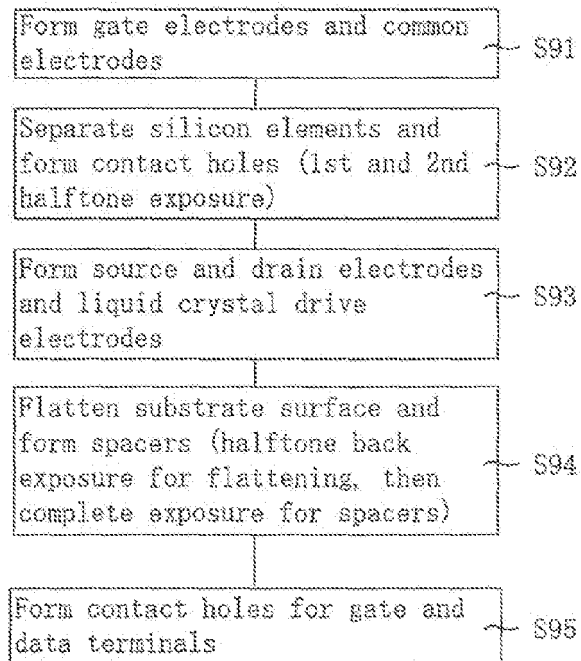 Form gate electrodes and common
electrodes
S91
Separate silicon elements and
form contact holes (1st and 2nd
halftone exposure)
S92
Form source and drain electrodes
and liquid crystal drive
electrodes
S93
Flatten substrate surface and
form spacers (halftone back
exposure for flattening, then
complete exposure for spacers)
S94
Form contact holes for gate and
data terminals
S95